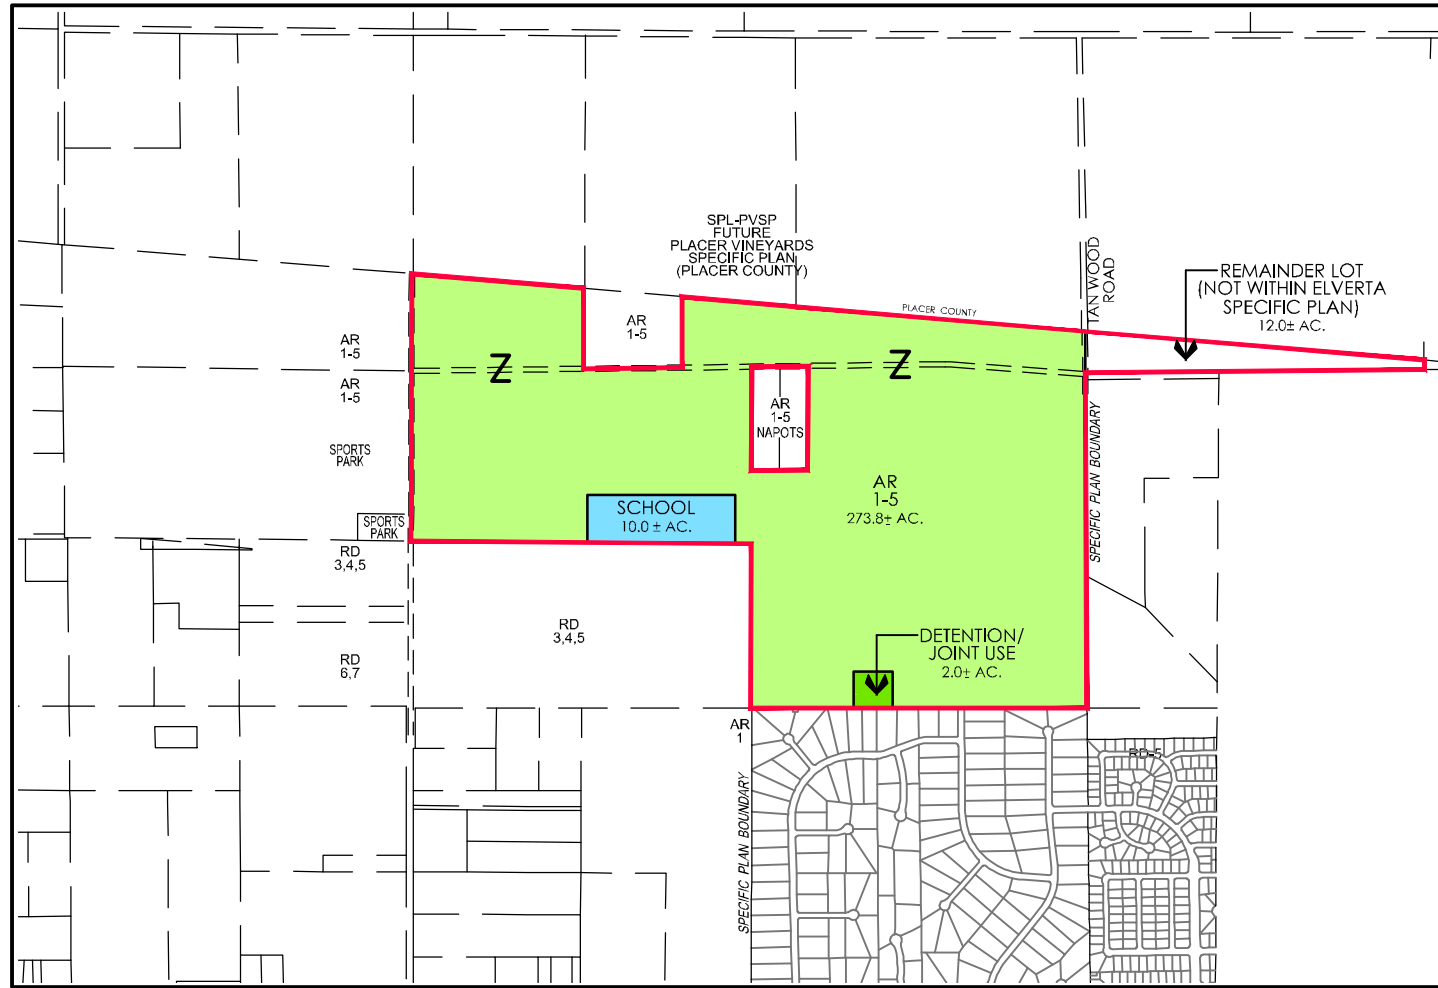 SPL-PVSP
FUTURE
PLACER VINEYARDS
SPECIFIC PLAN
(PLACER COUNTY)
TAN WOOD
ROAD
REMAINDER LOT
(NOT WITHIN ELVERTA
SPECIFIC PLAN)
12.0± AC.
PLACER COUNTY
AR
1-5
AR
1-5
Z
Z
AR
1-5
AR
1-5
NAPOTS
SPORTS
PARK
SPECIFIC PLAN BOUNDARY
AR
1-5
273.8± AC.
SCHOOL
10.0 ± AC.
SPORTS
PARK
RD
3,4,5
RD
3,4,5
RD
6,7
DETENTION/
JOINT USE
2.0± AC.
AR
1
RD-5
SPECIFIC PLAN BOUNDARY